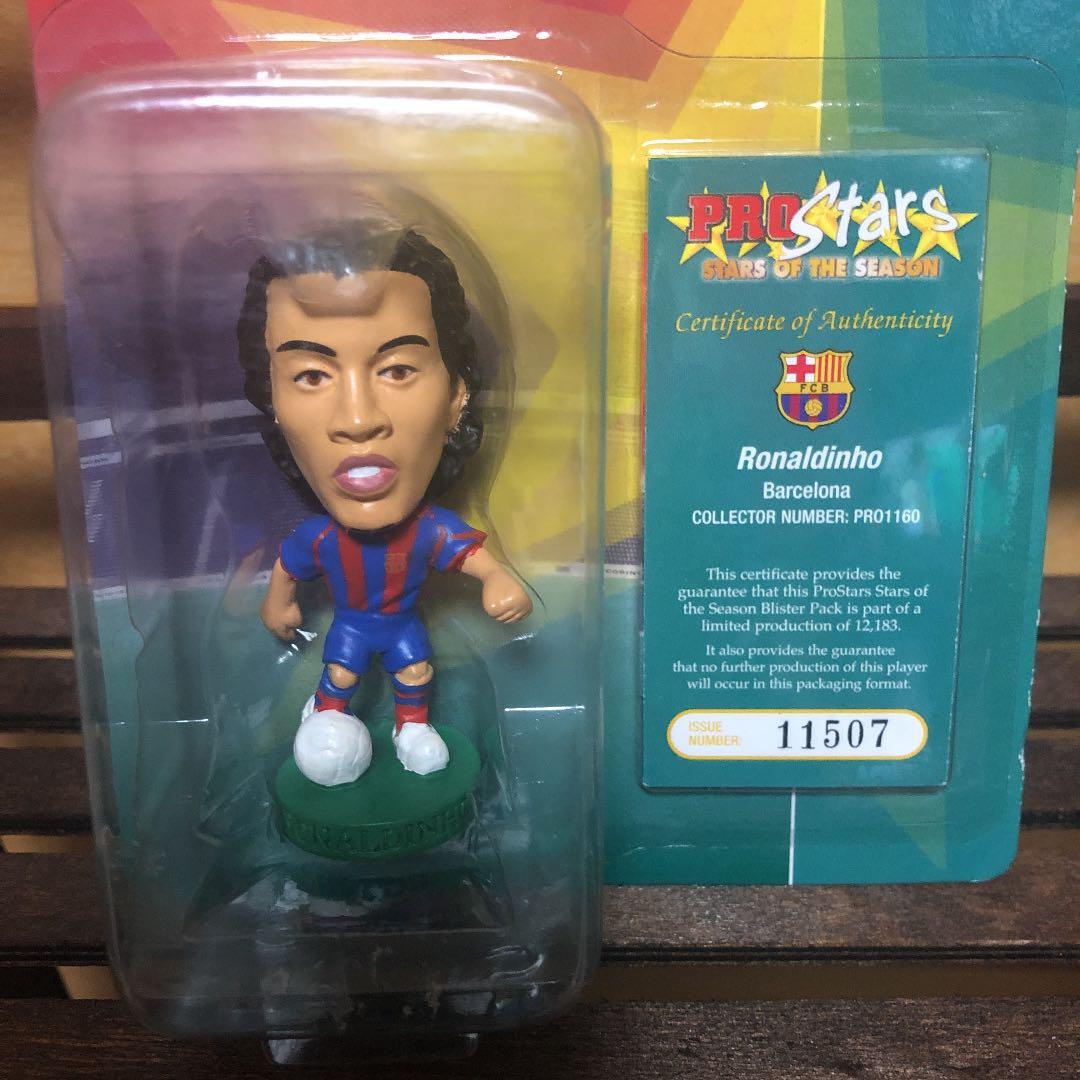 PROStars
STARS OF THE SEASON
Certificate of Authenticity
FCB
Ronaldinho
Barcelona
COLLECTOR NUMBER: PRO1160
This certificate provides the
guarantee that this ProStars Stars of
the Season Blister Pack is part of a
limited production of 12,183.
It also provides the guarantee
that no further production of this player
will occur in this packaging format.
ISSUE
NUMBER: 11507
RONALDINHO